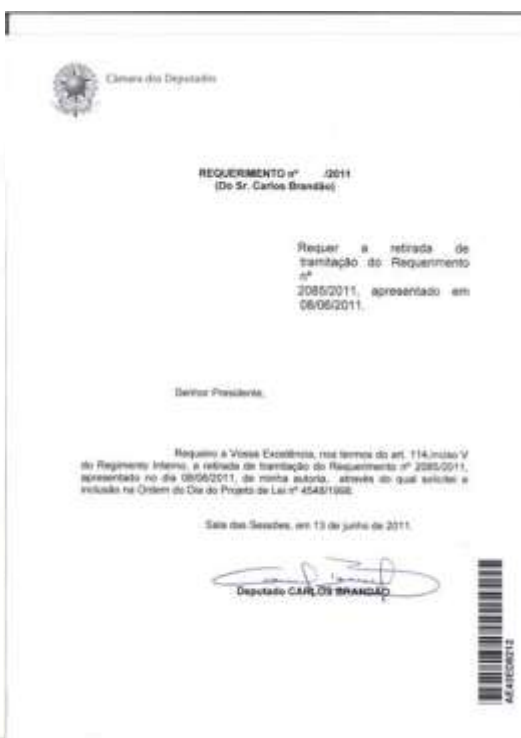 Câmara dos Deputados
REQUERIMENTO nº /2011
(Do Sr. Carlos Brandão)
Requer a retirada de
tramitação do Requerimento
nº
2085/2011, apresentado em
08/06/2011.
Senhor Presidente,
Requeiro a Vossa Excelência, nos termos do art. 114,inciso V
do Regimento Interno, a retirada de tramitação do Requerimento nº 2085/2011,
apresentado no dia 08/06/2011, de minha autoria, através do qual solicitei a
inclusão na Ordem do Dia do Projeto de Lei nº 4548/1998.
Sala das Sessões, em 13 de junho de 2011.
Deputado CARLOS BRANDÃO